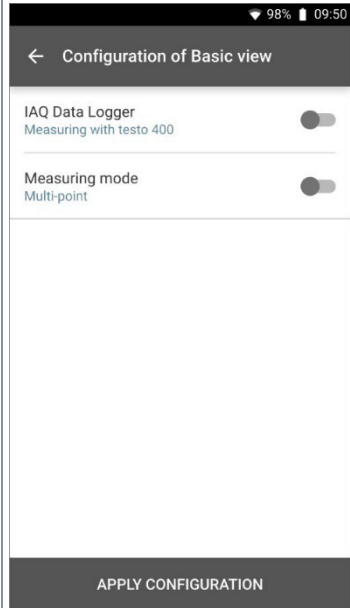 98% 09:50
Configuration of Basic view
IAQ Data Logger
Measuring with testo 400
Measuring mode
Multi-point
APPLY CONFIGURATION